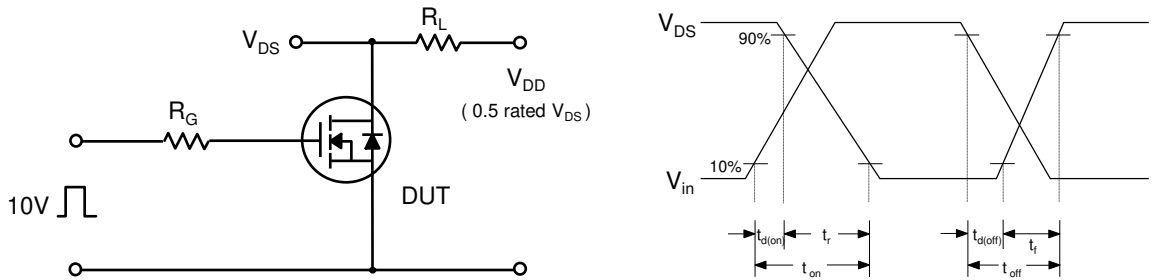 R_L
V_DS
V_DD
( 0.5 rated V_DS )
R_G
10V
DUT
V_DS
90%
10%
V_in
t_d(on)
t_r
t_on
t_d(off)
t_f
t_off